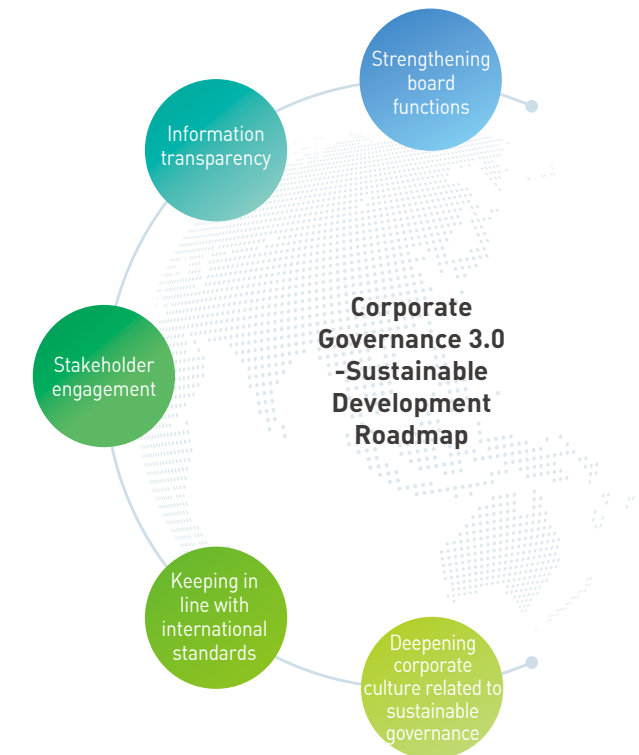 Strengthening
board
functions
Information
transparency
Stakeholder
engagement
Corporate
Governance 3.0
-Sustainable
Development
Roadmap
Keeping in
line with
international
standards
Deepening
corporate
culture related to
sustainable
governance